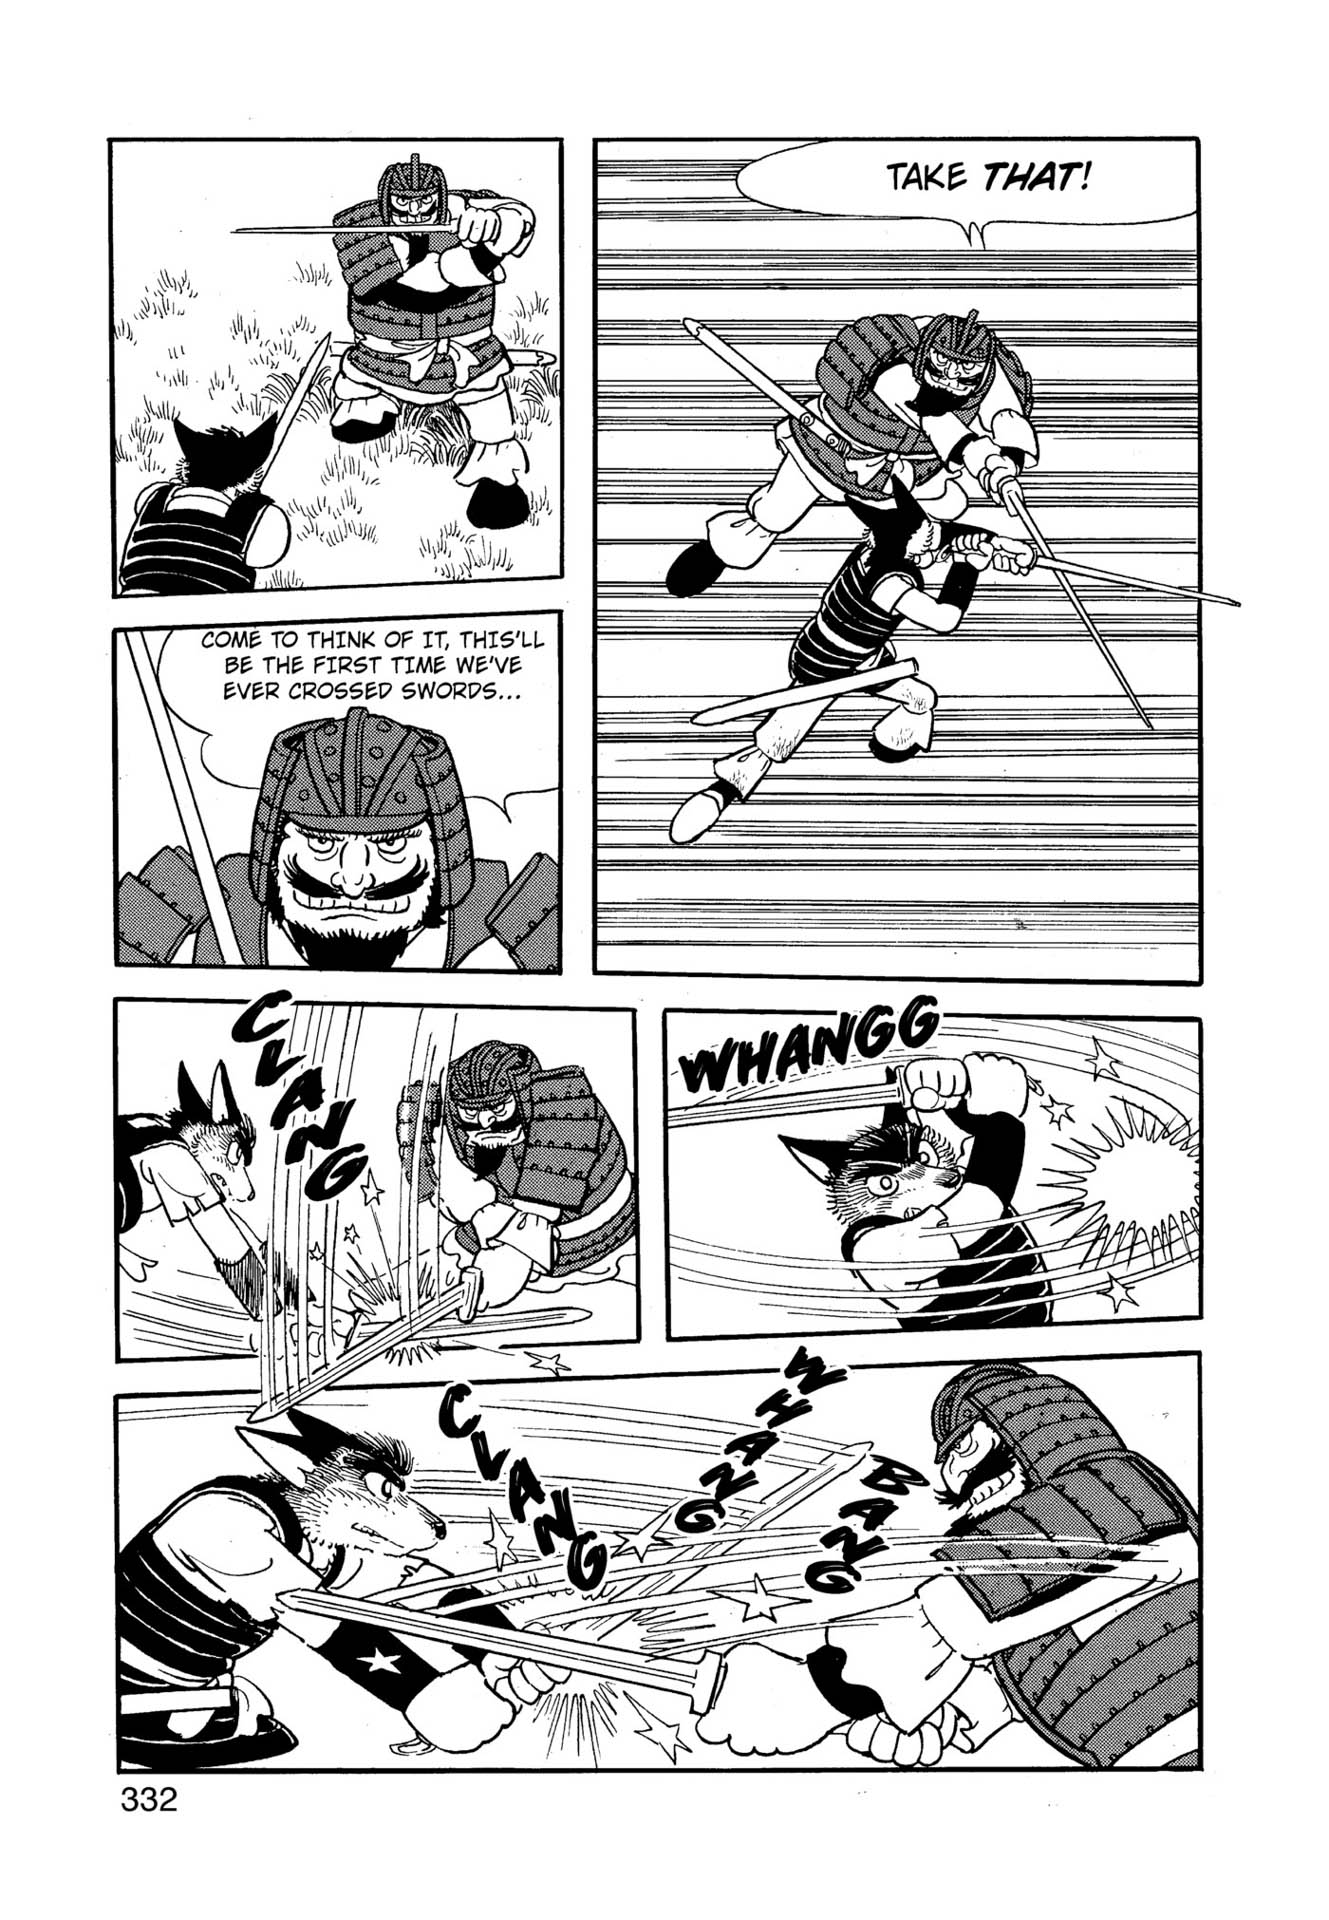 COME TO THINK OF IT, THIS'LL
BE THE FIRST TIME WE'VE
EVER CROSSED SWORDS...
TAKE THAT!
CLANG
WHANGG
CLANG
WHANG
BANG
332